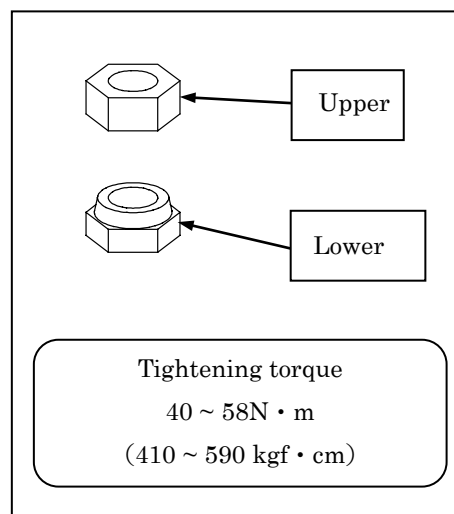 Upper
Lower
Tightening torque
40 ~ 58N・m
(410 ~ 590 kgf・cm)